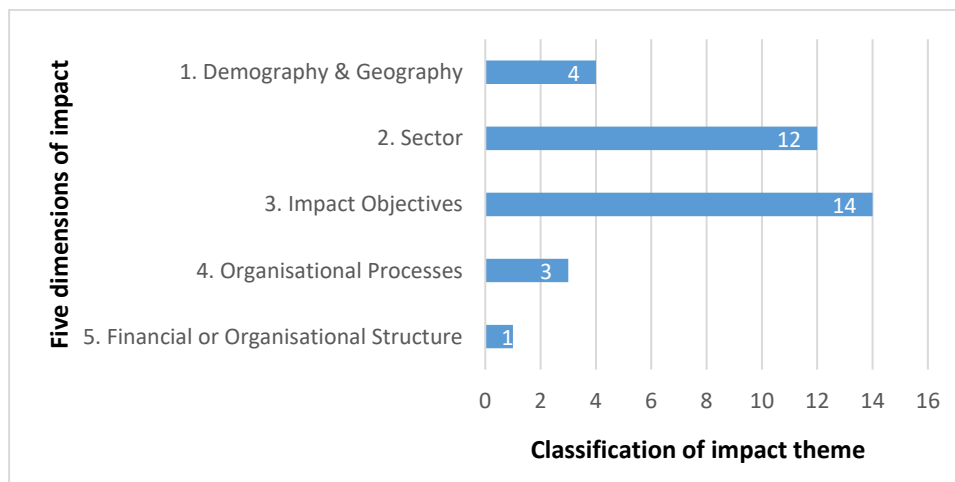 Five dimensions of impact
1. Demography & Geography
4
2. Sector
12
3. Impact Objectives
14
4. Organisational Processes
3
5. Financial or Organisational Structure
1
0 2 4 6 8 10 12 14 16
Classification of impact theme